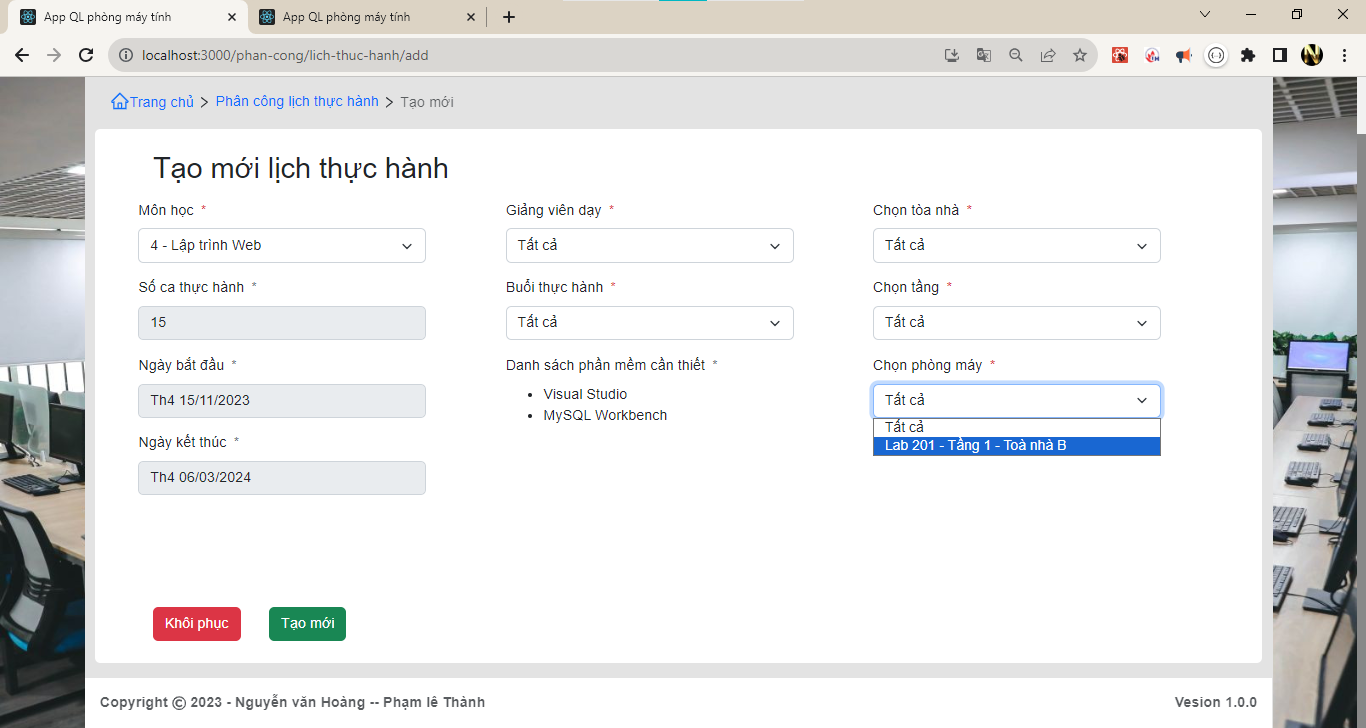 App QL phòng máy tính
App QL phòng máy tính
localhost:3000/phan-cong/lich-thuc-hanh/add
Trang chủ > Phân công lịch thực hành > Tạo mới
Tạo mới lịch thực hành
Môn học *
4 - Lập trình Web
Số ca thực hành *
15
Ngày bắt đầu *
Th4 15/11/2023
Ngày kết thúc *
Th4 06/03/2024
Giảng viên dạy *
Tất cả
Buổi thực hành *
Tất cả
Danh sách phần mềm cần thiết *
• Visual Studio
• MySQL Workbench
Chọn tòa nhà *
Tất cả
Chọn tầng *
Tất cả
Chọn phòng máy *
Tất cả
Tất cả
Lab 201 - Tầng 1 - Toà nhà B
Khôi phục
Tạo mới
Copyright © 2023 - Nguyễn văn Hoàng -- Phạm lê Thành
Vesion 1.0.0